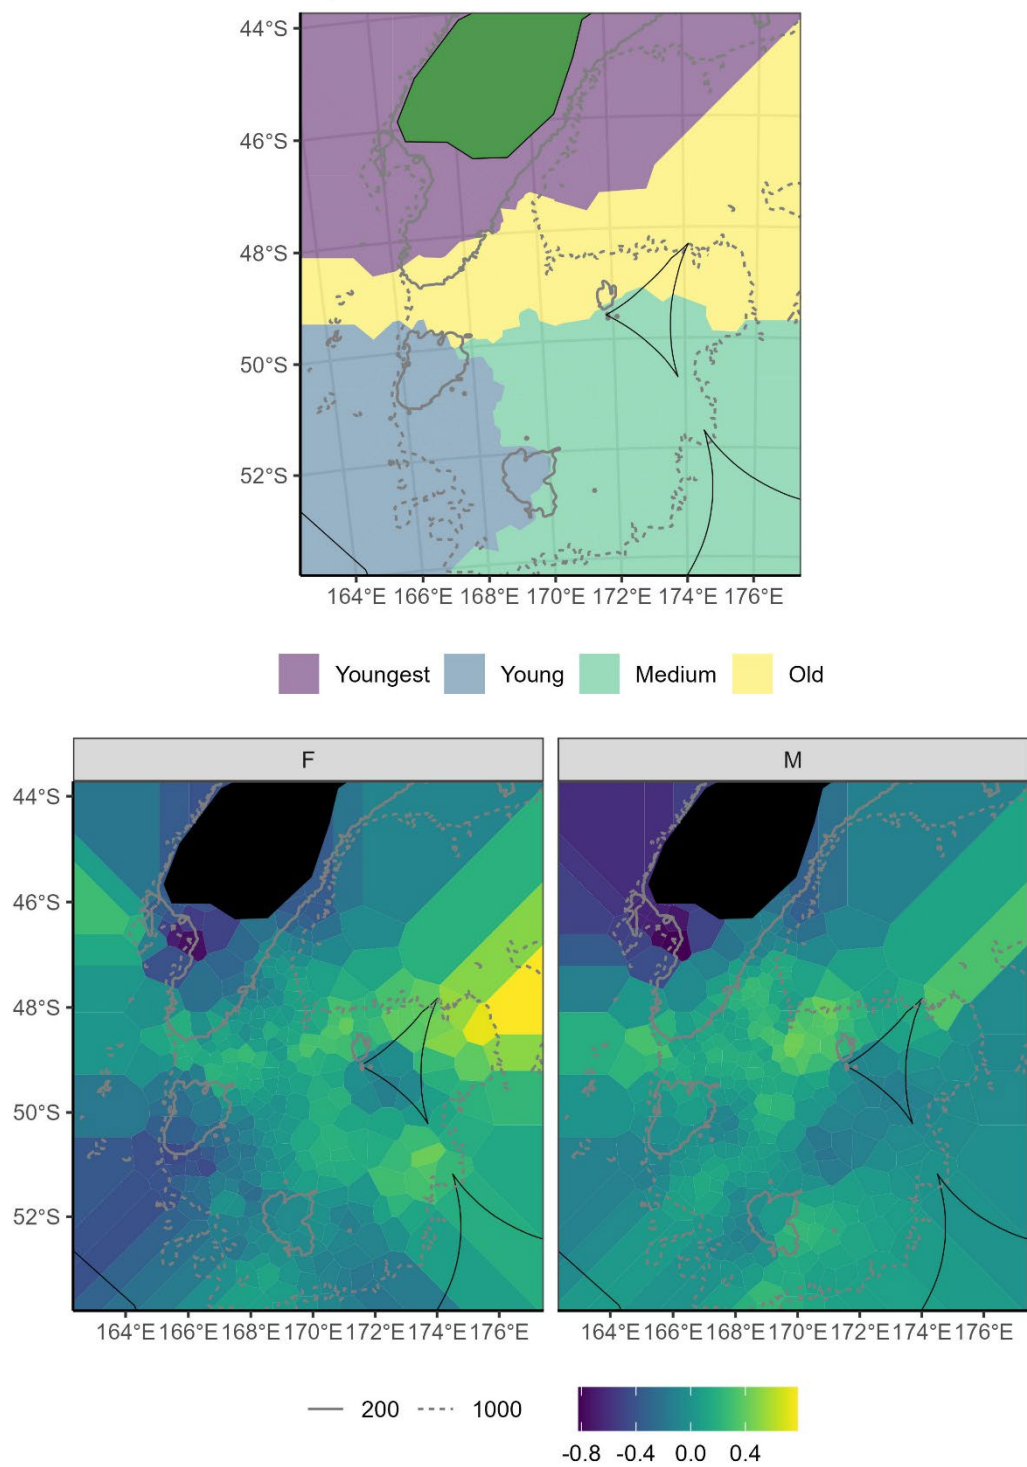 44°S
46°S
48°S
50°S
52°S
164°E 166°E 168°E 170°E 172°E 174°E 176°E
Youngest Young Medium Old
F M
44°S
46°S
48°S
50°S
52°S
164°E 166°E 168°E 170°E 172°E 174°E 176°E 164°E 166°E 168°E 170°E 172°E 174°E 176°E
200 1000
-0.8 -0.4 0.0 0.4